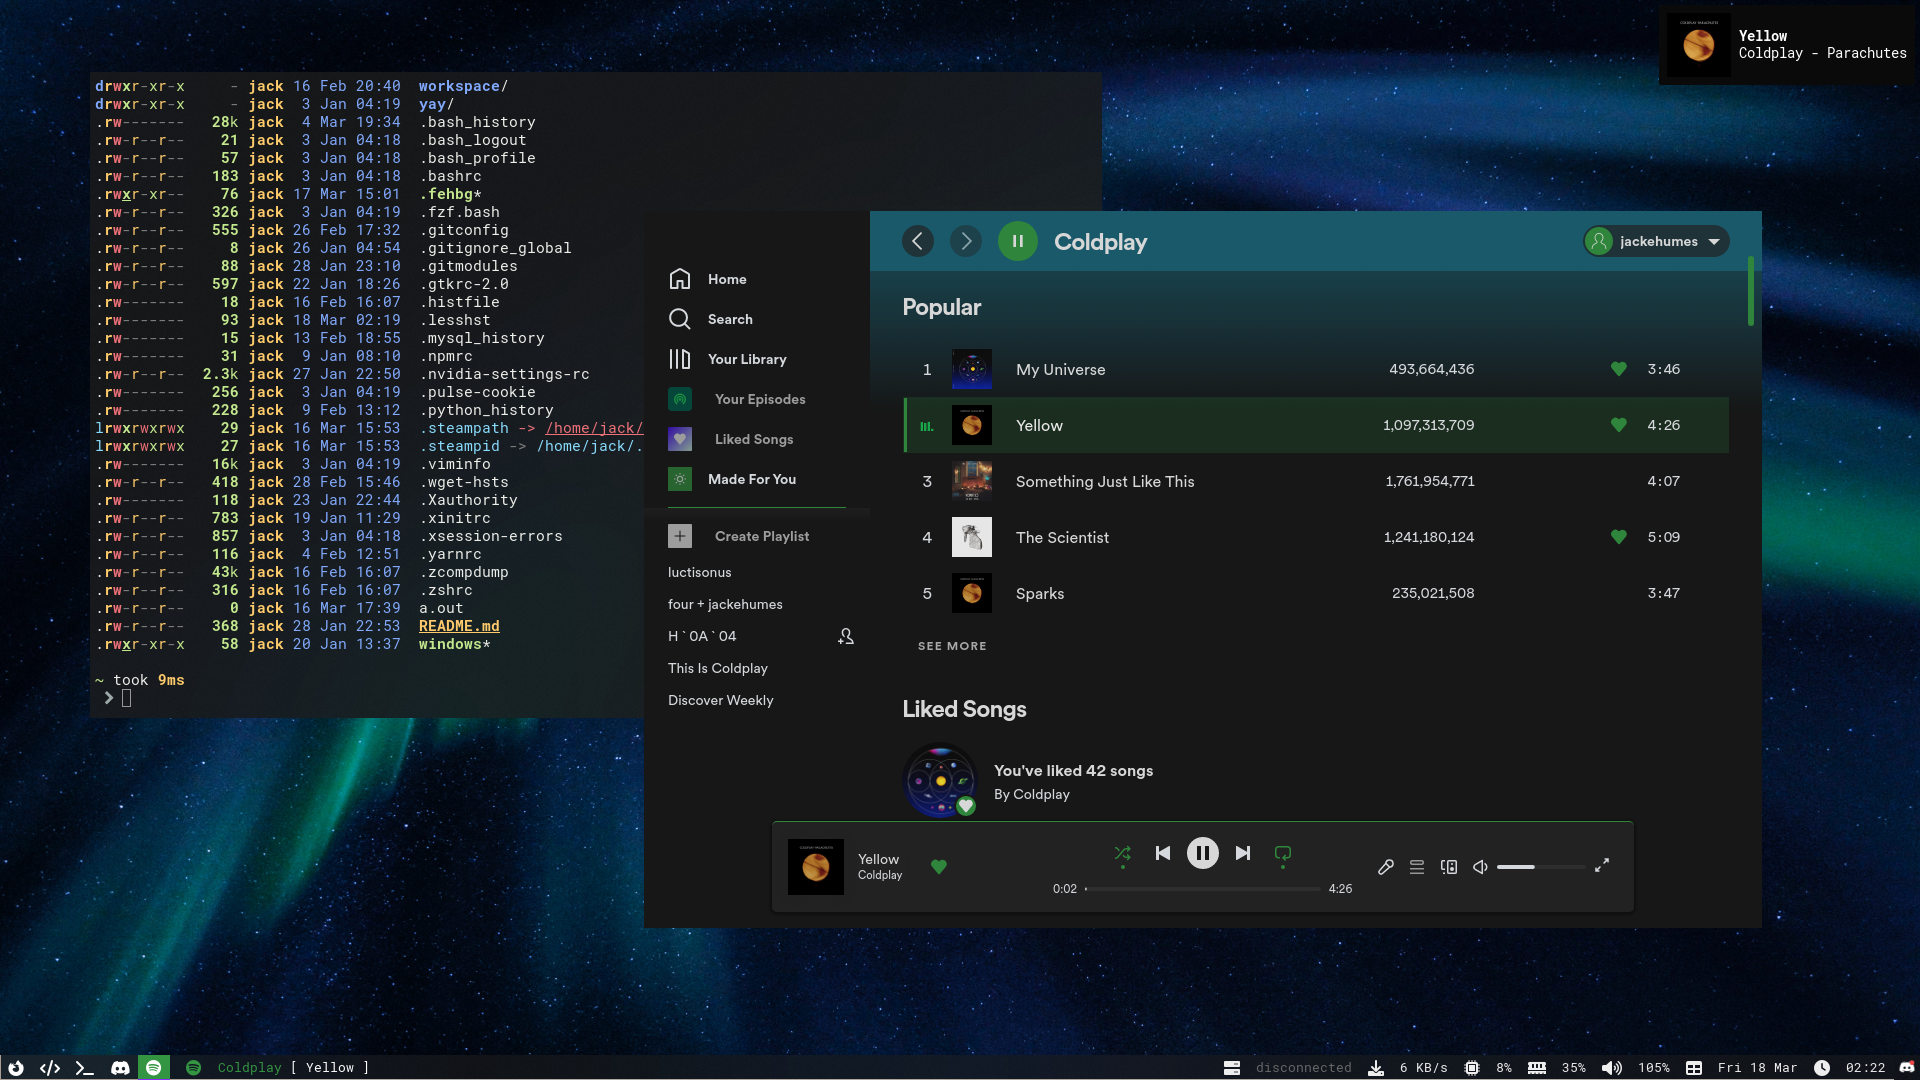 Yellow
Coldplay - Parachutes
drwxr-xr-x - jack 16 Feb 20:40 workspace/
drwxr-xr-x - jack 3 Jan 04:19 yay/
.rw------- 28k jack 4 Mar 19:34 .bash_history
.rw-r--r-- 21 jack 3 Jan 04:18 .bash_logout
.rw-r--r-- 57 jack 3 Jan 04:18 .bash_profile
.rw-r--r-- 183 jack 3 Jan 04:18 .bashrc
.rwxr-xr-- 76 jack 17 Mar 15:01 .fehbg*
.rw-r--r-- 326 jack 3 Jan 04:19 .fzf.bash
.rw-r--r-- 555 jack 26 Feb 17:32 .gitconfig
.rw-r--r-- 8 jack 26 Jan 04:54 .gitignore_global
.rw-r--r-- 88 jack 28 Jan 23:10 .gitmodules
.rw-r--r-- 597 jack 22 Jan 18:26 .gtkrc-2.0
.rw------- 18 jack 16 Feb 16:07 .histfile
.rw------- 93 jack 18 Mar 02:19 .lesshst
.rw------- 15 jack 13 Feb 18:55 .mysql_history
.rw------- 31 jack 9 Jan 08:10 .npmrc
.rw-r--r-- 2.3k jack 27 Jan 22:50 .nvidia-settings-rc
.rw------- 256 jack 3 Jan 04:19 .pulse-cookie
.rw------- 228 jack 9 Feb 13:12 .python_history
lrwxrwxrwx 29 jack 16 Mar 15:53 .steampath -> /home/jack/
lrwxrwxrwx 27 jack 16 Mar 15:53 .steampid -> /home/jack/.
.rw------- 16k jack 3 Jan 04:19 .viminfo
.rw-r--r-- 418 jack 28 Feb 15:46 .wget-hsts
.rw------- 118 jack 23 Jan 22:44 .Xauthority
.rw-r--r-- 783 jack 19 Jan 11:29 .xinitrc
.rw-r--r-- 857 jack 3 Jan 04:18 .xsession-errors
.rw-r--r-- 116 jack 4 Feb 12:51 .yarnrc
.rw-r--r-- 43k jack 16 Feb 16:07 .zcompdump
.rw-r--r-- 316 jack 16 Feb 16:07 .zshrc
.rw-r--r-- 0 jack 16 Mar 17:39 a.out
.rw-r--r-- 368 jack 28 Jan 22:53 README.md
.rwxr-xr-x 58 jack 20 Jan 13:37 windows*
~ took 9ms
Home
Search
Your Library
Your Episodes
Liked Songs
Made For You
Create Playlist
luctisonus
four + jackehumes
H`0A`04
This Is Coldplay
Discover Weekly
Coldplay
jackehumes
Popular
1 My Universe 493,664,436 3:46
Yellow 1,097,313,709 4:26
3 Something Just Like This 1,761,954,771 4:07
4 The Scientist 1,241,180,124 5:09
5 Sparks 235,021,508 3:47
SEE MORE
Liked Songs
You've liked 42 songs
By Coldplay
Yellow
Coldplay
0:02 4:26
Coldplay [ Yellow ]
disconnected 6 KB/s 8% 35% 105% Fri 18 Mar 02:22